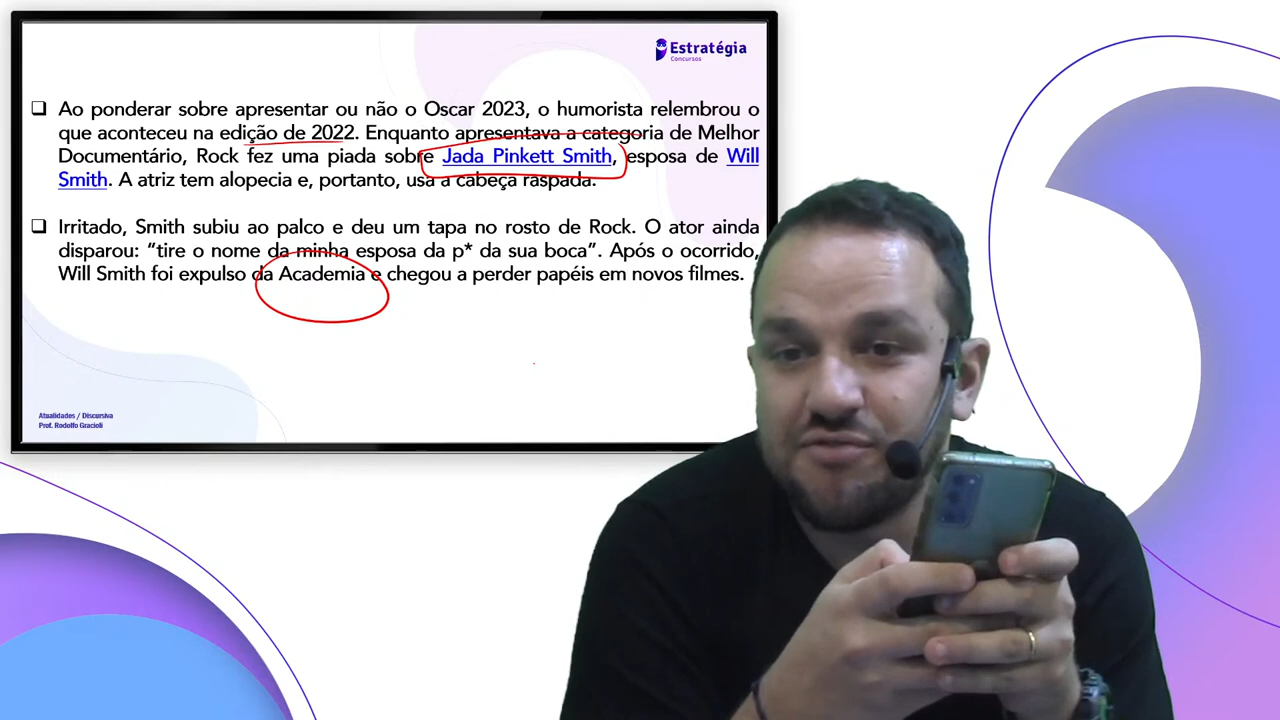 Estratégia
Concursos
❑ Ao ponderar sobre apresentar ou não o Oscar 2023, o humorista relembrou o
que aconteceu na edição de 2022. Enquanto apresentava a categoria de Melhor
Documentário, Rock fez uma piada sobre Jada Pinkett Smith, esposa de Will
Smith. A atriz tem alopecia e, portanto, usa a cabeça raspada.
❑ Irritado, Smith subiu ao palco e deu um tapa no rosto de Rock. O ator ainda
disparou: “tire o nome da minha esposa da p* da sua boca”. Após o ocorrido,
Will Smith foi expulso da Academia e chegou a perder papéis em novos filmes.
Atualidades / Discursiva
Prof. Rodolfo Gracioli